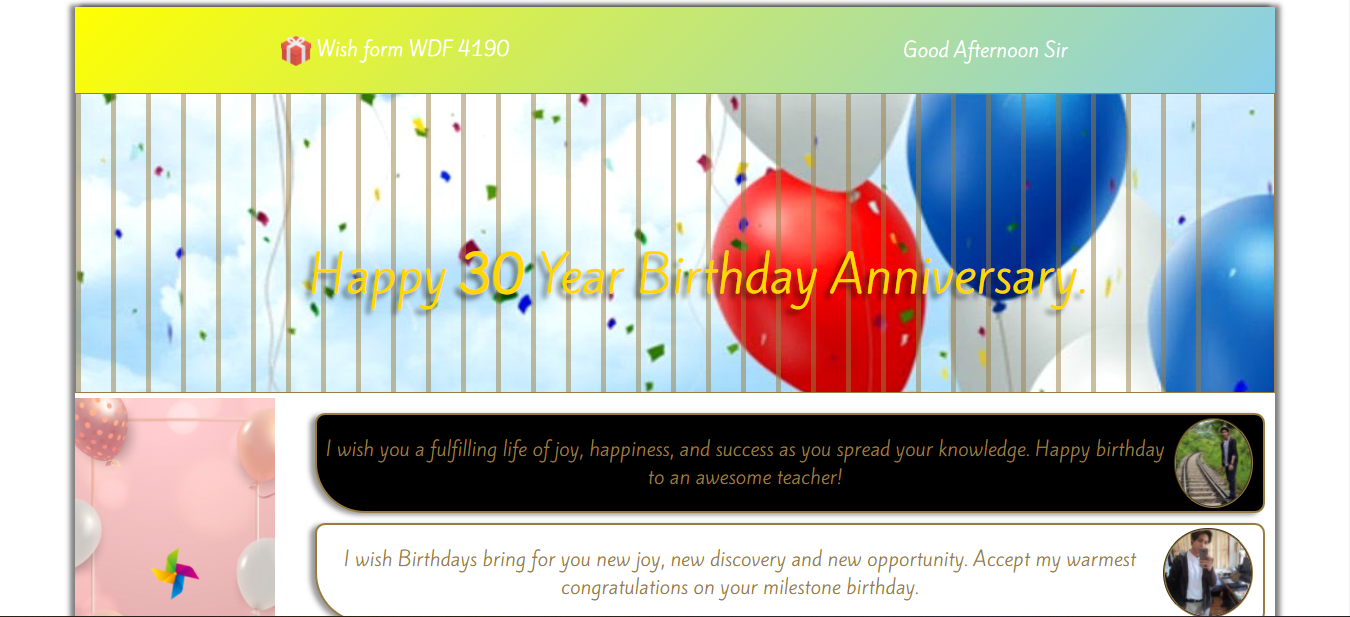 Wish form WDF 4190
Good Afternoon Sir
Happy 30 Year Birthday Anniversary.
I wish you a fulfilling life of joy, happiness, and success as you spread your knowledge. Happy birthday
to an awesome teacher!
I wish Birthdays bring for you new joy, new discovery and new opportunity. Accept my warmest
congratulations on your milestone birthday.